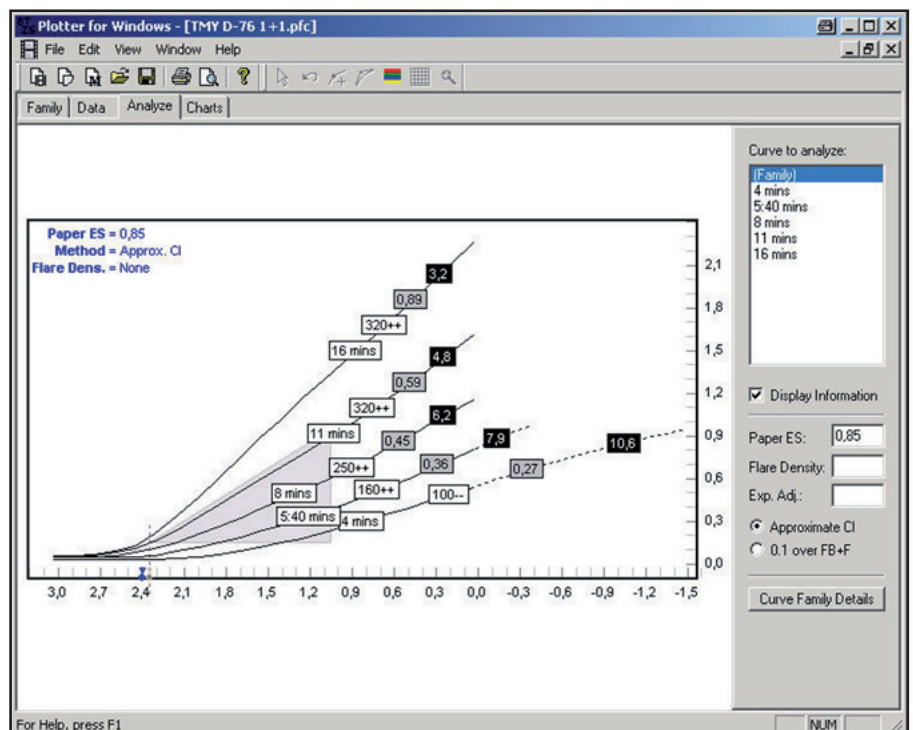 BT ZS Plotter for Windows - [TMY D-76 1+1.pfc]
File Edit View Window Help
Family Data Analyze Charts
Paper ES = 0,85
Method = Approx. CI
Flare Dens. = None
3,2
0,89
320++
16 mins
4,8
0,59
320++
11 mins
6,2
0,45
250++
8 mins
7,9
0,36
160++
5:40 mins
10,6
0,27
100--
4 mins
2,1
1,8
1,5
1,2
0,9
0,6
0,3
0,0
3,0 2,7 2,4 2,1 1,8 1,5 1,2 0,9 0,6 0,3 0,0 -0,3 -0,6 -0,9 -1,2 -1,5
Curve to analyze:
(Family)
4 mins
5:40 mins
8 mins
11 mins
16 mins
Display Information
Paper ES: 0,85
Flare Density:
Exp. Adj.:
Approximate CI
0.1 over FB+F
Curve Family Details
For Help, press F1 NUM